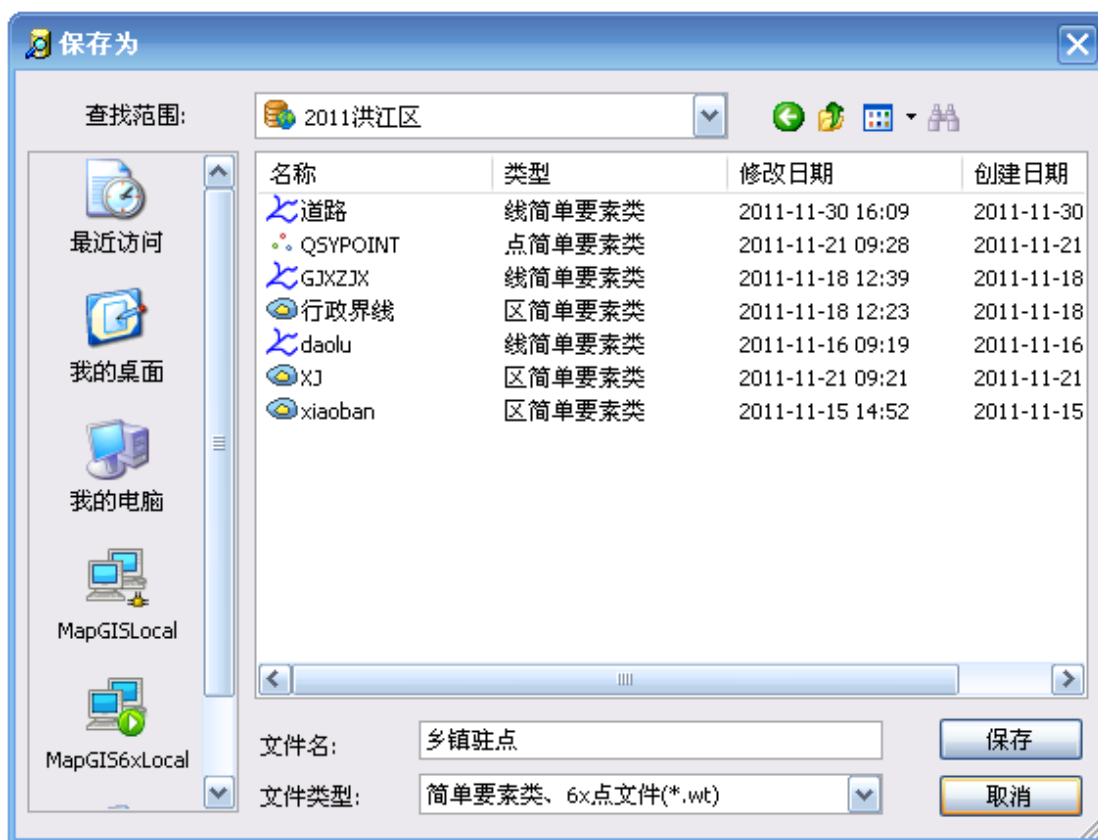 保存为
查找范围: 2011洪江区
最近访问
我的桌面
我的电脑
MapGISLocal
MapGIS6xLocal
名称 类型 修改日期 创建日期
道路 线简单要素类 2011-11-30 16:09 2011-11-30
QSYPOINT 点简单要素类 2011-11-21 09:28 2011-11-21
GJXZJX 线简单要素类 2011-11-18 12:39 2011-11-18
行政界线 区简单要素类 2011-11-18 12:23 2011-11-18
daolu 线简单要素类 2011-11-16 09:19 2011-11-16
XJ 区简单要素类 2011-11-21 09:21 2011-11-21
xiaoban 区简单要素类 2011-11-15 14:52 2011-11-15
文件名: 乡镇驻点 保存
文件类型: 简单要素类、6x点文件(*.wt) 取消